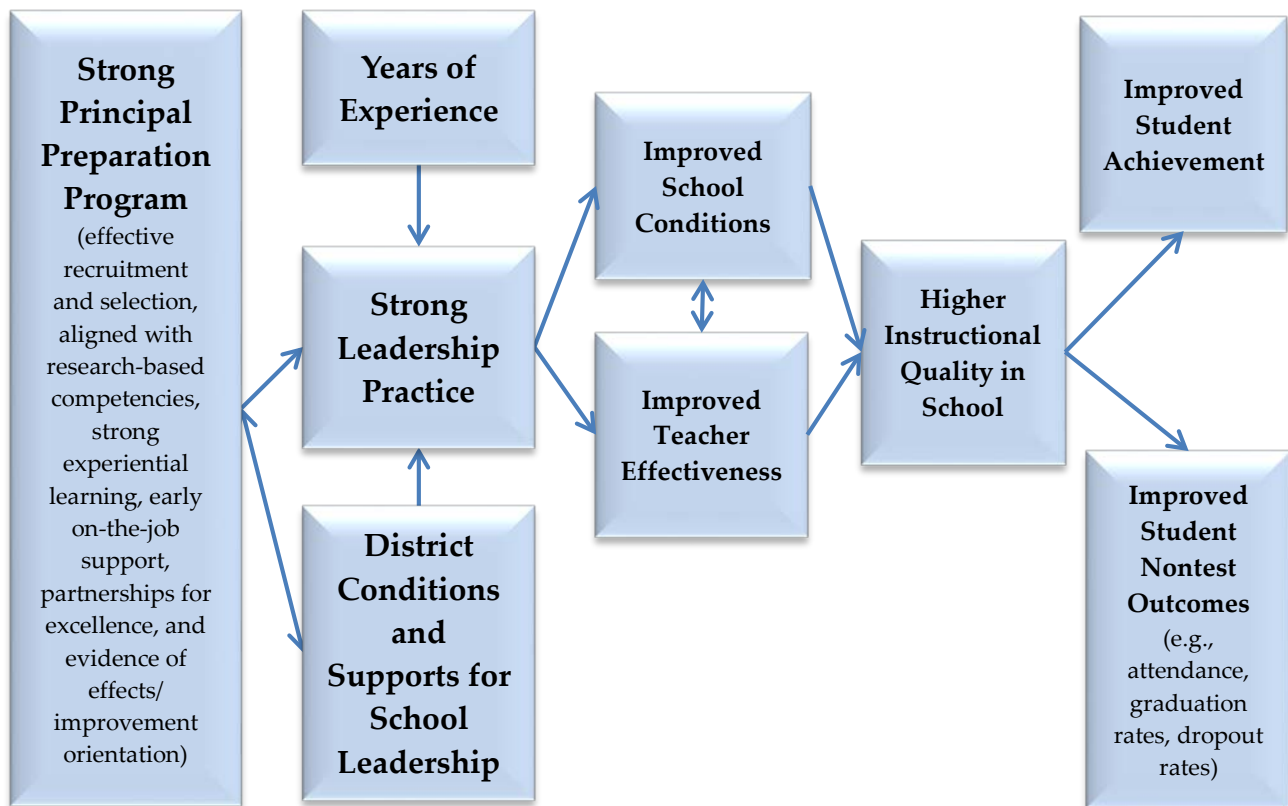 Strong
Principal
Preparation
Program
(effective
recruitment
and selection,
aligned with
research-based
competencies,
strong
experiential
learning, early
on-the-job
support,
partnerships for
excellence, and
evidence of
effects/
improvement
orientation)
Years of
Experience
Strong
Leadership
Practice
District
Conditions
and
Supports for
School
Leadership
Improved
School
Conditions
Improved
Teacher
Effectiveness
Higher
Instructional
Quality in
School
Improved
Student
Achievement
Improved
Student
Nontest
Outcomes
(e.g.,
attendance,
graduation
rates, dropout
rates)